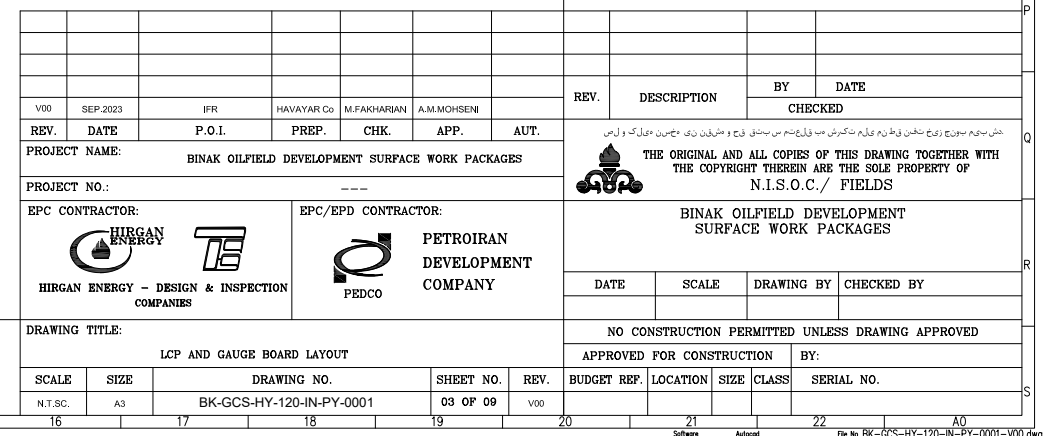 V00 SEP.2023 IFR HAVAYAR Co M.FAKHARIAN A.M.MOHSENI
REV. DATE P.O.I. PREP. CHK. APP. AUT.
PROJECT NAME:
BINAK OILFIELD DEVELOPMENT SURFACE WORK PACKAGES
PROJECT NO.: ---
EPC CONTRACTOR:
HIRGAN
ENERGY
HIRGAN ENERGY - DESIGN & INSPECTION
COMPANIES
EPC/EPD CONTRACTOR:
PETROIRAN
DEVELOPMENT
COMPANY
PEDCO
DRAWING TITLE:
LCP AND GAUGE BOARD LAYOUT
SCALE SIZE DRAWING NO. SHEET NO. REV.
N.T.SC. A3 BK-GCS-HY-120-IN-PY-0001 03 OF 09 V00
REV. DESCRIPTION BY DATE
CHECKED
THE ORIGINAL AND ALL COPIES OF THIS DRAWING TOGETHER WITH
THE COPYRIGHT THEREIN ARE THE SOLE PROPERTY OF
N.I.S.O.C./ FIELDS
BINAK OILFIELD DEVELOPMENT
SURFACE WORK PACKAGES
DATE SCALE DRAWING BY CHECKED BY
NO CONSTRUCTION PERMITTED UNLESS DRAWING APPROVED
APPROVED FOR CONSTRUCTION BY:
BUDGET REF. LOCATION SIZE CLASS SERIAL NO.
P
Q
R
S
16 17 18 19 20 21 22 A0
Software Autocad File No. BK-GCS-HY-120-IN-PY-0001-V00.dwg